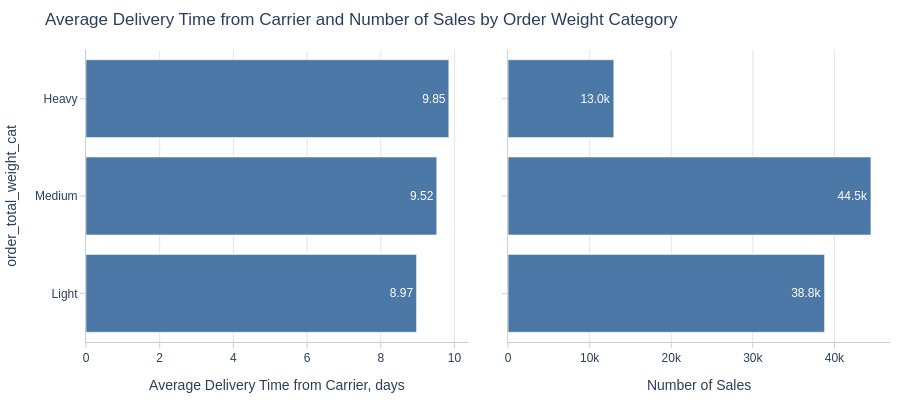 Average Delivery Time from Carrier and Number of Sales by Order Weight Category
order_total_weight_cat
Heavy
Medium
Light
9.85
9.52
8.97
0 2 4 6 8 10
Average Delivery Time from Carrier, days
13.0k
44.5k
38.8k
0 10k 20k 30k 40k
Number of Sales